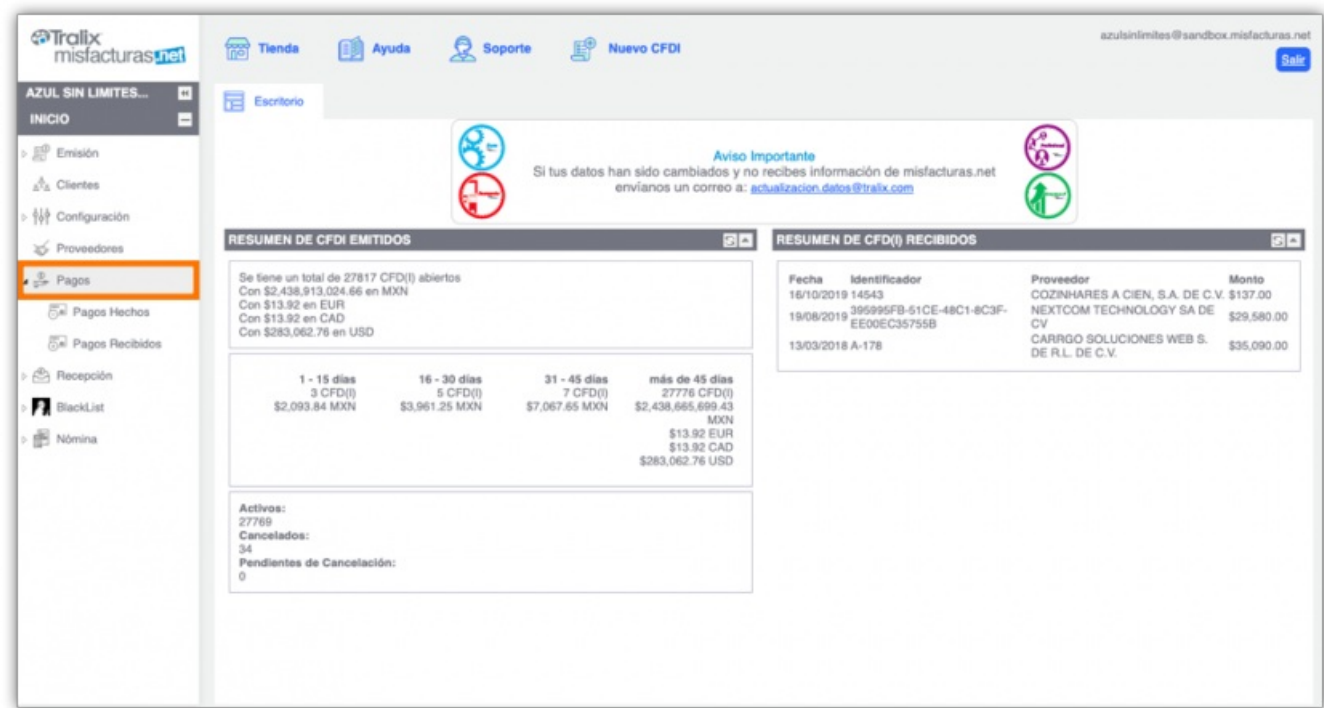 Tralix
misfacturas.net
Tienda
Ayuda
Soporte
Nuevo CFDI
azulsinlimites@sandbox.misfacturas.net
Salir
AZUL SIN LIMITES...
INICIO
Emisión
Clientes
Configuración
Proveedores
Pagos
Pagos Hechos
Pagos Recibidos
Recepción
BlackList
Nómina
Escritorio
Aviso Importante
Si tus datos han sido cambiados y no recibes información de misfacturas.net
envíanos un correo a: actualizacion.datos@tralix.com
RESUMEN DE CFDI EMITIDOS
Se tiene un total de 27817 CFD(I) abiertos
Con $2,438,913,024.66 en MXN
Con $13.92 en EUR
Con $13.92 en CAD
Con $283,062.76 en USD
1 - 15 días 16 - 30 días 31 - 45 días más de 45 días
3 CFD(I) 5 CFD(I) 7 CFD(I) 27776 CFD(I)
$2,093.84 MXN $3,961.25 MXN $7,067.65 MXN $2,438,665,699.43
MXN
$13.92 EUR
$13.92 CAD
$283,062.76 USD
Activos:
27769
Cancelados:
34
Pendientes de Cancelación:
0
RESUMEN DE CFD(I) RECIBIDOS
Fecha Identificador Proveedor Monto
16/10/2019 14543 COZINHARES A CIEN, S.A. DE C.V. $137.00
19/08/2019 395995FB-51CE-48C1-8C3F- NEXTCOM TECHNOLOGY SA DE $29,580.00
EE00EC35755B CV
13/03/2018 A-178 CARRGO SOLUCIONES WEB S. $35,090.00
DE R.L. DE C.V.